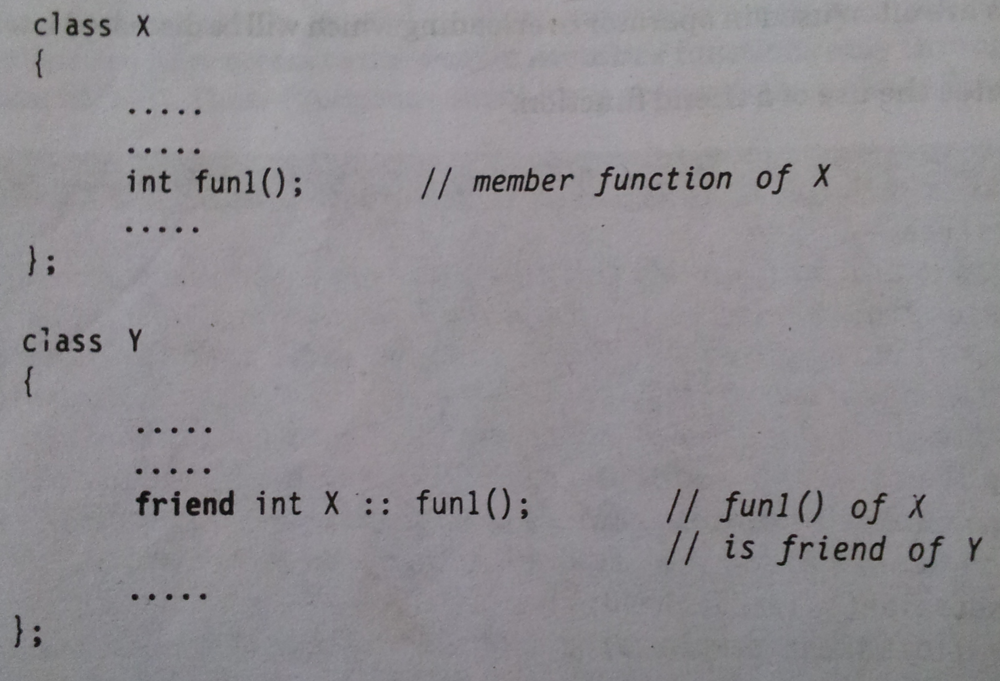 class X
{
.....
.....
int fun1(); // member function of X
.....
};
class Y
{
.....
.....
friend int X :: fun1(); // fun1() of X
// is friend of Y
.....
};